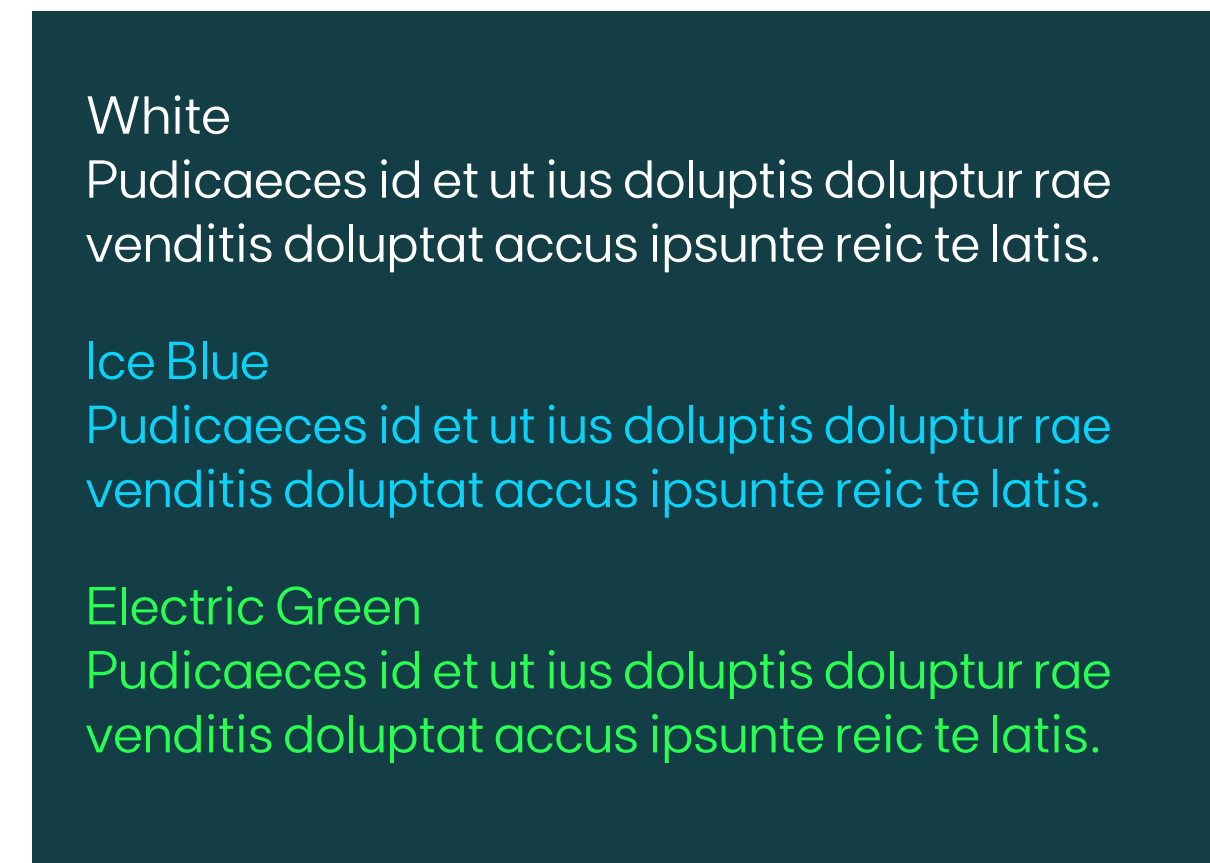 White
Pudicaeces id et ut ius doluptis doluptur rae
venditis doluptat accus ipsunte reic te latis.
Ice Blue
Pudicaeces id et ut ius doluptis doluptur rae
venditis doluptat accus ipsunte reic te latis.
Electric Green
Pudicaeces id et ut ius doluptis doluptur rae
venditis doluptat accus ipsunte reic te latis.